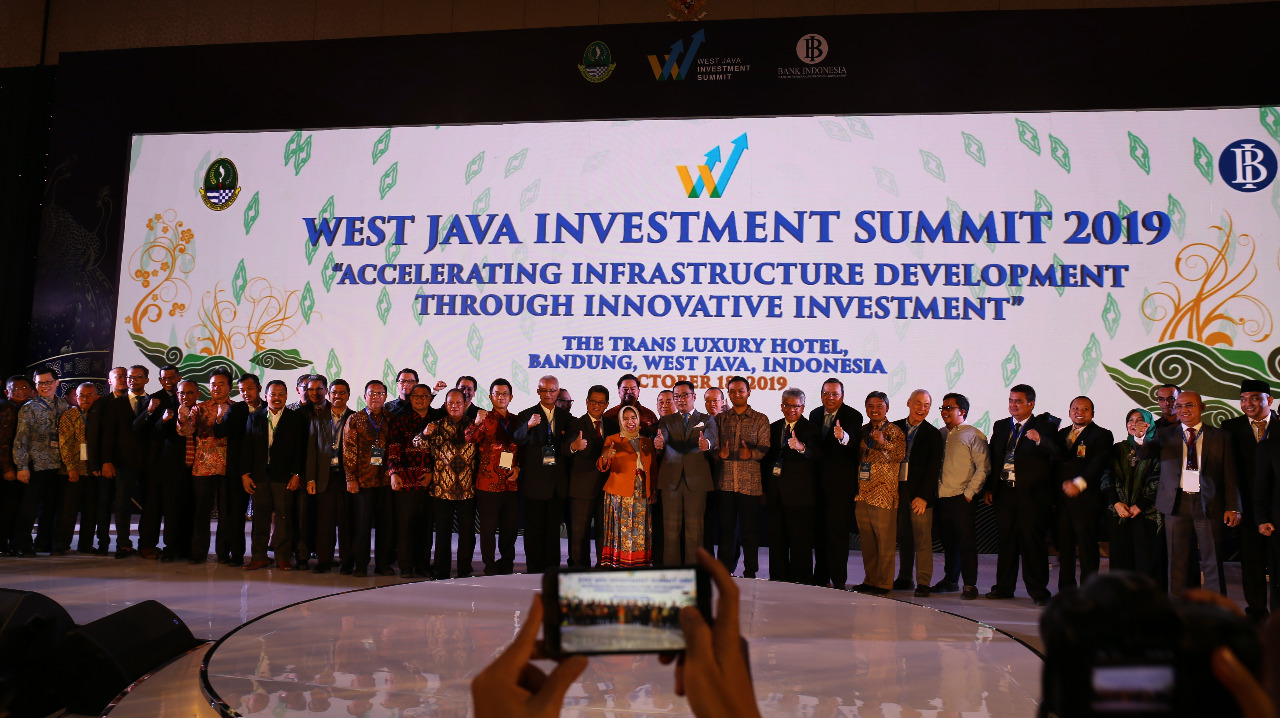 WEST JAVA
INVESTMENT
SUMMIT
BANK INDONESIA
WEST JAVA INVESTMENT SUMMIT 2019
"ACCELERATING INFRASTRUCTURE DEVELOPMENT
THROUGH INNOVATIVE INVESTMENT"
THE TRANS LUXURY HOTEL,
BANDUNG, WEST JAVA, INDONESIA